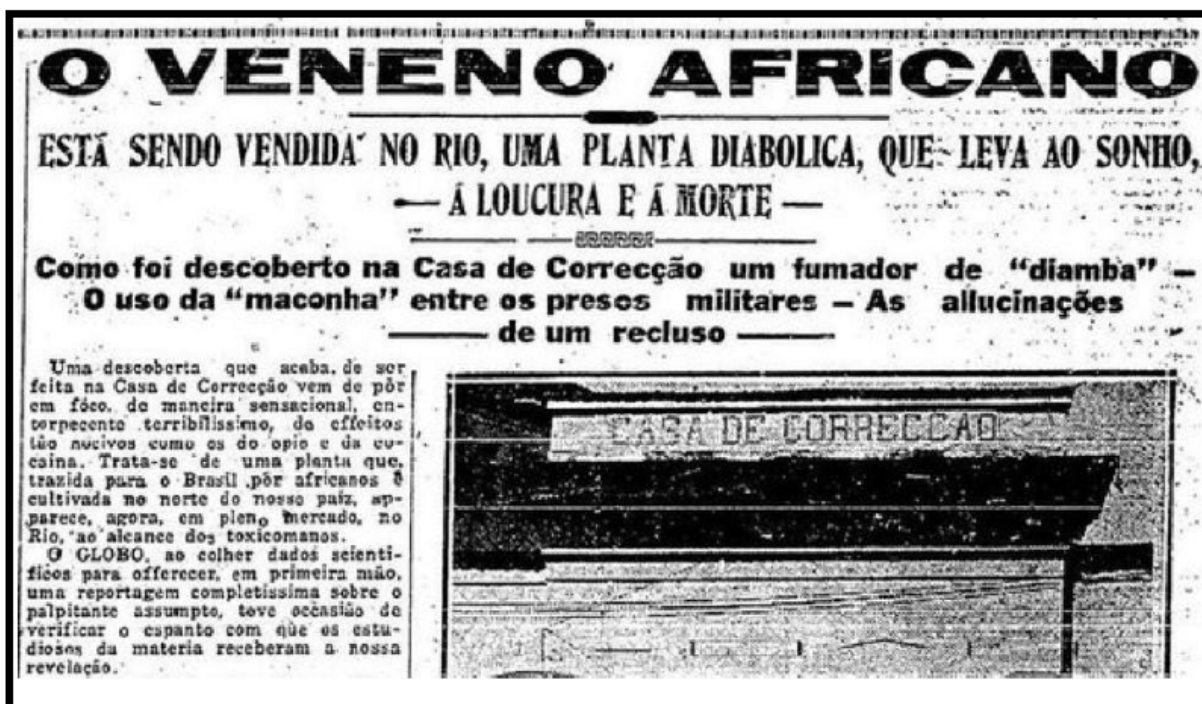 O VENENO AFRICANO
ESTÁ SENDO VENDIDA NO RIO, UMA PLANTA DIABOLICA, QUE LEVA AO SONHO,
— Á LOUCURA E Á MORTE —
Como foi descoberto na Casa de Correcção um fumador de "diamba" —
O uso da "maconha" entre os presos militares — As allucinações
de um recluso
Uma descoberta que acaba de ser
feita na Casa de Correcção vem de pôr
em fóco, de maneira sensacional, en-
torpecente terribilissimo, de effeitos
tão nocivos como os do opio e da co-
caina. Trata-se de uma planta que,
trazida para o Brasil por africanos e
cultivada no norte do nosso paiz, ap-
parece, agora, em pleno mercado, no
Rio, ao alcance dos toxicomanos.
O GLOBO, ao colher dados scienti-
ficos para offerecer, em primeira mão,
uma reportagem completissima sobre o
palpitante assumpto, teve occasião de
verificar o espanto com que os estu-
diosos da materia receberam a nossa
revelação.
CASA DE CORRECCAO